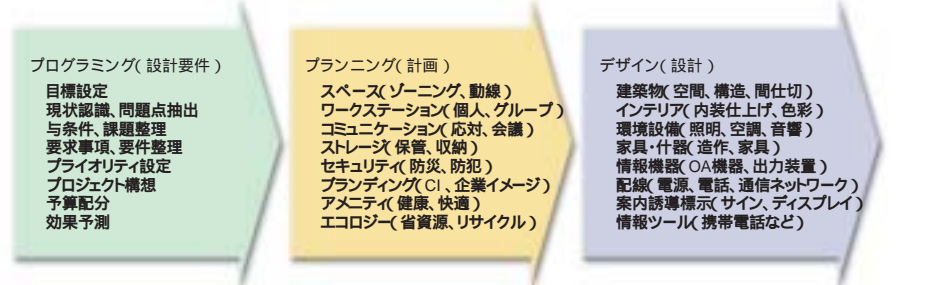 プログラミング(設計要件)
目標設定
現状認識、問題点抽出
与条件、課題整理
要求事項、要件整理
プライオリティ設定
プロジェクト構想
予算配分
効果予測
プランニング(計画)
スペース(ゾーニング、動線)
ワークステーション(個人、グループ)
コミュニケーション(応対、会議)
ストレージ(保管、収納)
セキュリティ(防災、防犯)
ブランディング(CI、企業イメージ)
アメニティ(健康、快適)
エコロジー(省資源、リサイクル)
デザイン(設計)
建築物(空間、構造、間仕切)
インテリア(内装仕上げ、色彩)
環境設備(照明、空調、音響)
家具・什器(造作、家具)
情報機器(OA機器、出力装置)
配線(電源、電話、通信ネットワーク)
案内誘導標示(サイン、ディスプレイ)
情報ツール(携帯電話など)